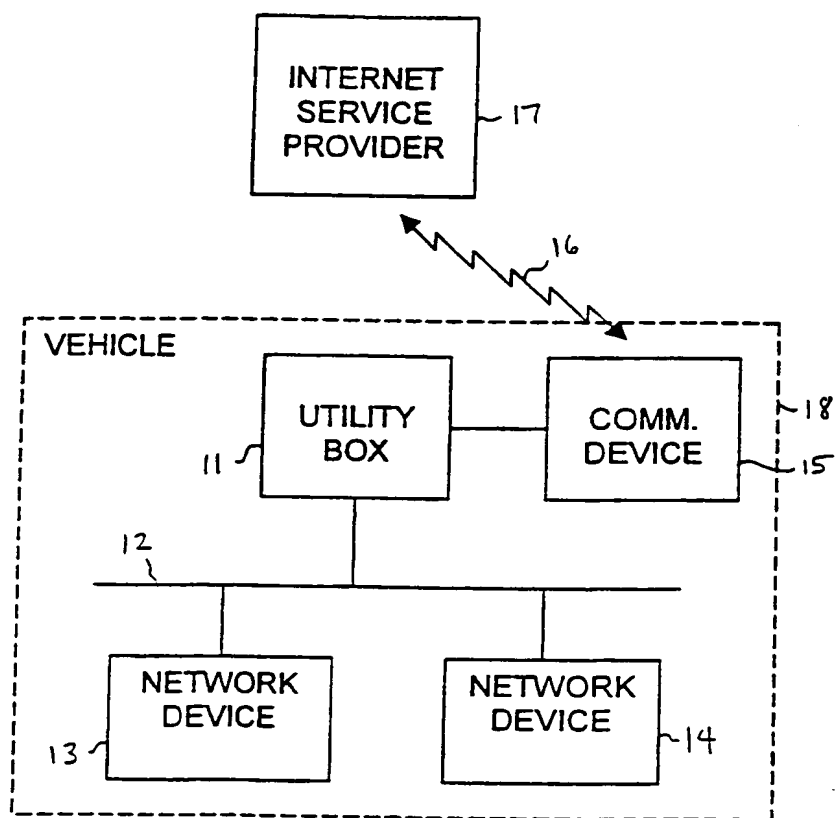 INTERNET
SERVICE
PROVIDER
17
16
VEHICLE
18
UTILITY
BOX
11
COMM.
DEVICE
15
12
NETWORK
DEVICE
13
NETWORK
DEVICE
14